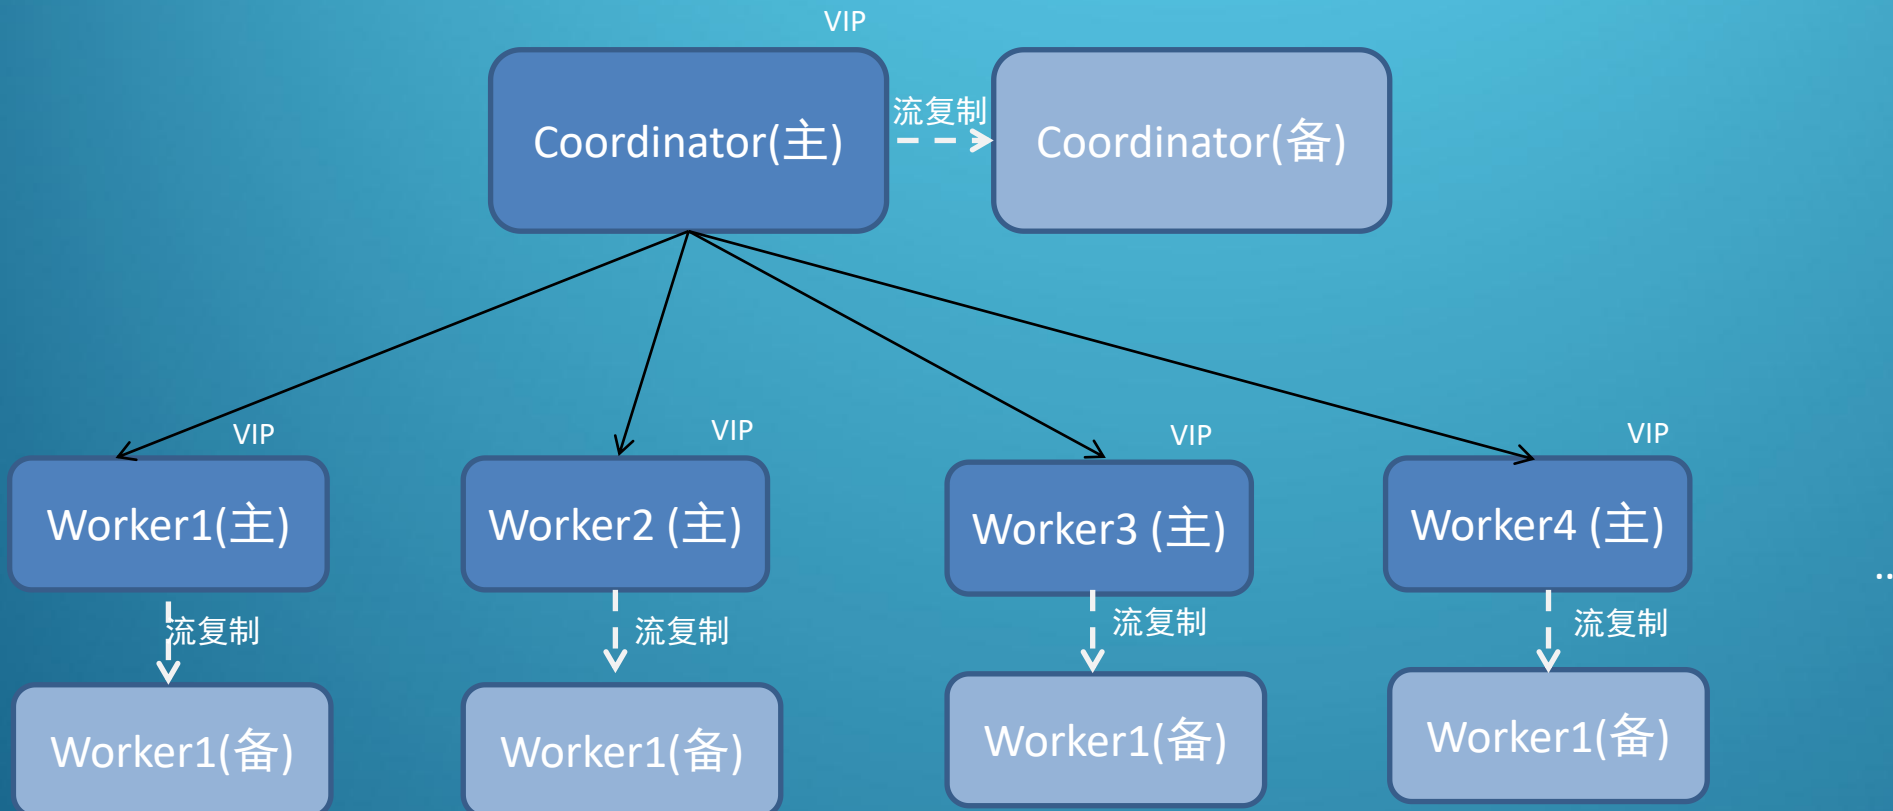 VIP
Coordinator(主)
流复制
Coordinator(备)
VIP
VIP
VIP
VIP
Worker1(主)
Worker2 (主)
Worker3 (主)
Worker4 (主)
..
流复制
流复制
流复制
流复制
Worker1(备)
Worker1(备)
Worker1(备)
Worker1(备)